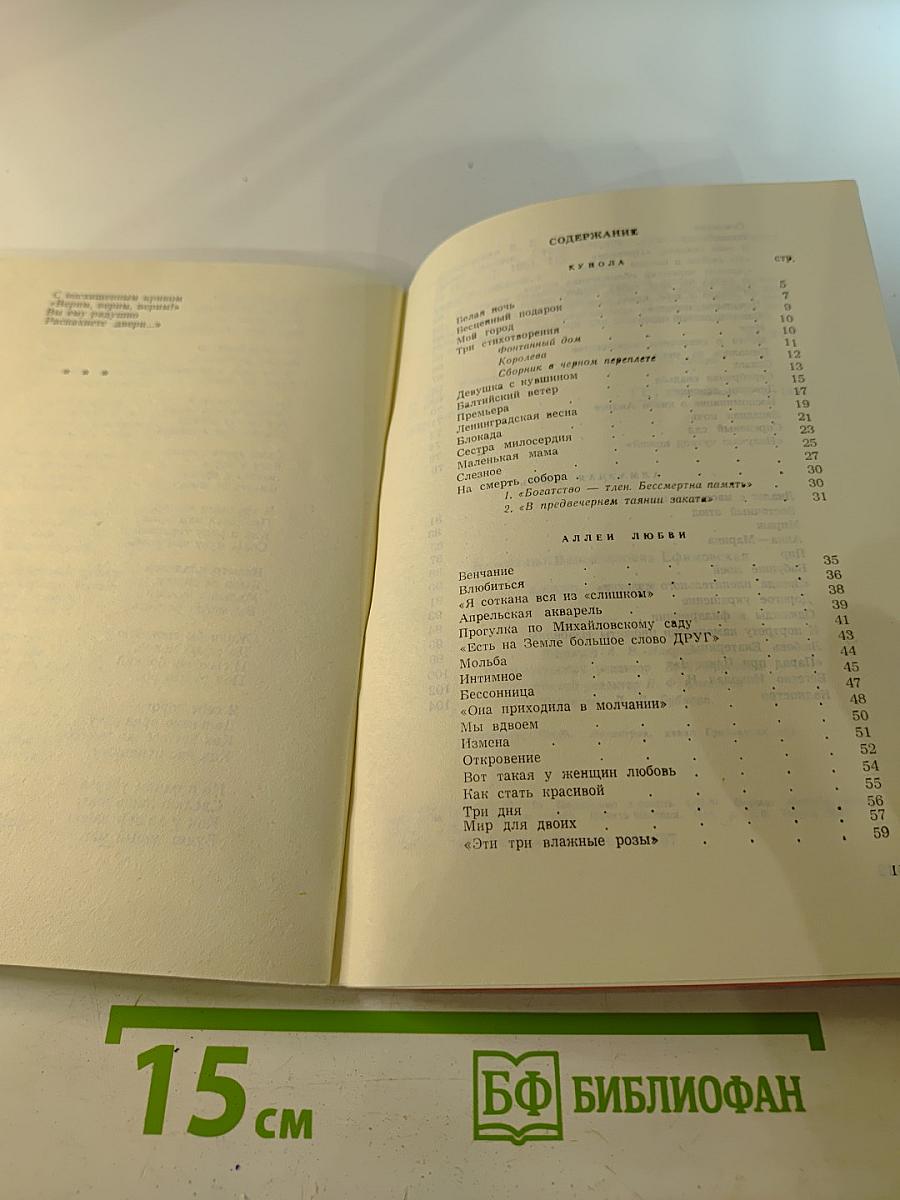 С восхищенным криком
«Верни, верни, верни!»
Вы ему радушно
Распахнете двери...»
* * *
СОДЕРЖАНИЕ
КУПОЛА
стр.
Белая ночь 5
Бесценный подарок 7
Мой город 9
Три стихотворения 10
Фонтанный дом 10
Королева 11
Сборник в черном переплете 12
Девушка с кувшином 13
Балтийский ветер 15
Премьера 17
Ленинградская весна 19
Блокада 21
Сестра милосердия 23
Маленькая мама 25
Слезное 27
На смерть собора 30
1. «Богатство — тлен. Бессмертна память» 30
2. «В предвечернем таянии заката» 31
АЛЛЕИ ЛЮБВИ
Венчание 35
Влюбиться 36
«Я соткана вся из «слишком» 38
Апрельская акварель 39
Прогулка по Михайловскому саду 41
«Есть на Земле большое слово ДРУГ» 43
Мольба 44
Интимное 45
Бессонница 47
«Она приходила в молчании» 48
Мы вдвоем 50
Измена 51
Откровение 52
Вот такая у женщин любовь 54
Как стать красивой 55
Три дня 56
Мир для двоих 57
«Эти три влажные розы» 59
15 см
БФ БИБЛИОФАН